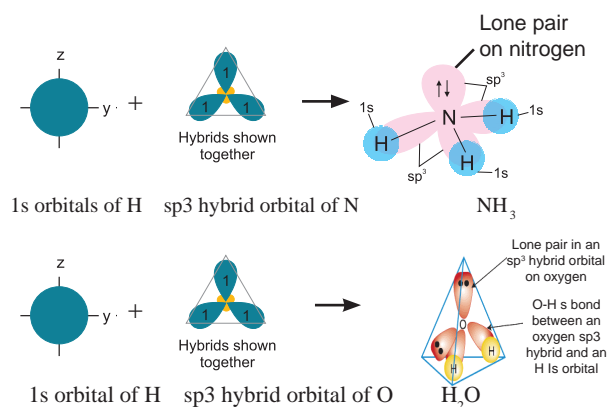 Lone pair
on nitrogen
z
y
+
1
1 1
Hybrids shown
together
sp³
1s
N
H
H
H
1s
sp³
1s
1s orbitals of H sp3 hybrid orbital of N NH₃
z
y
+
1
1 1
Hybrids shown
together
Lone pair in an
sp³ hybrid orbital
on oxygen
O
H
H
O-H s bond
between an
oxygen sp3
hybrid and an
H Is orbital
1s orbital of H sp3 hybrid orbital of O H₂O